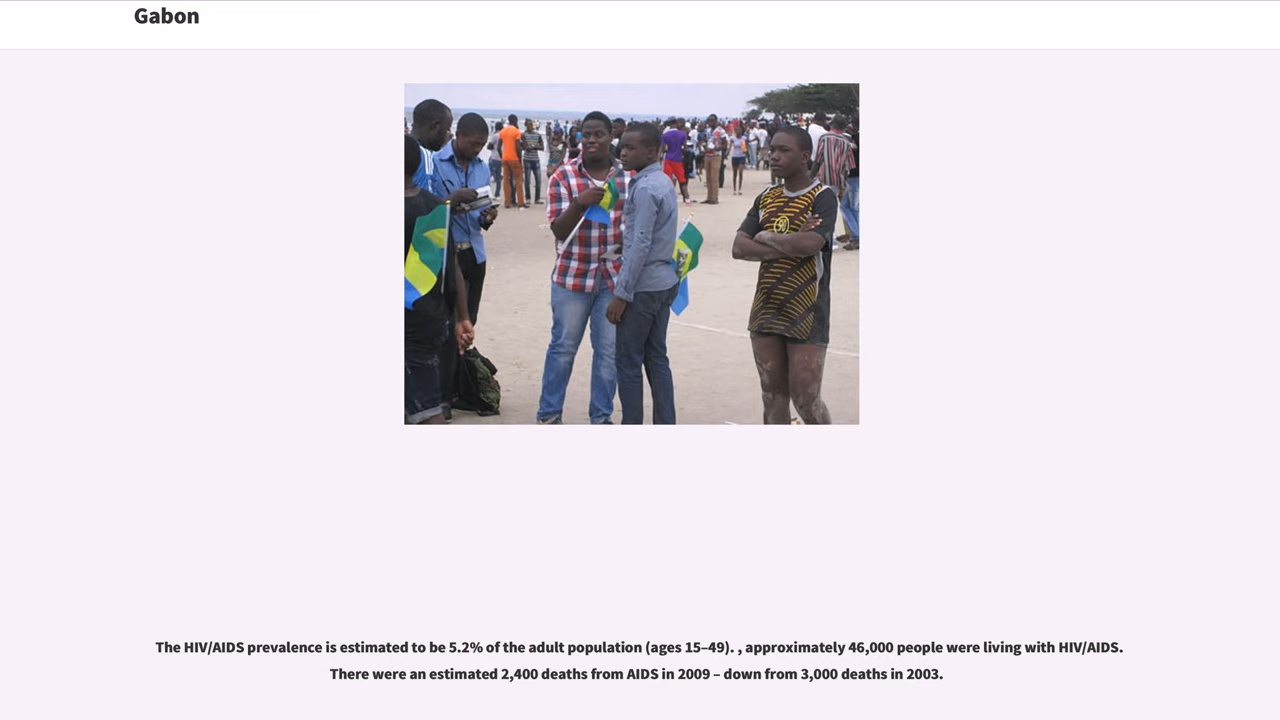 Gabon
The HIV/AIDS prevalence is estimated to be 5.2% of the adult population (ages 15–49). , approximately 46,000 people were living with HIV/AIDS.
There were an estimated 2,400 deaths from AIDS in 2009 – down from 3,000 deaths in 2003.